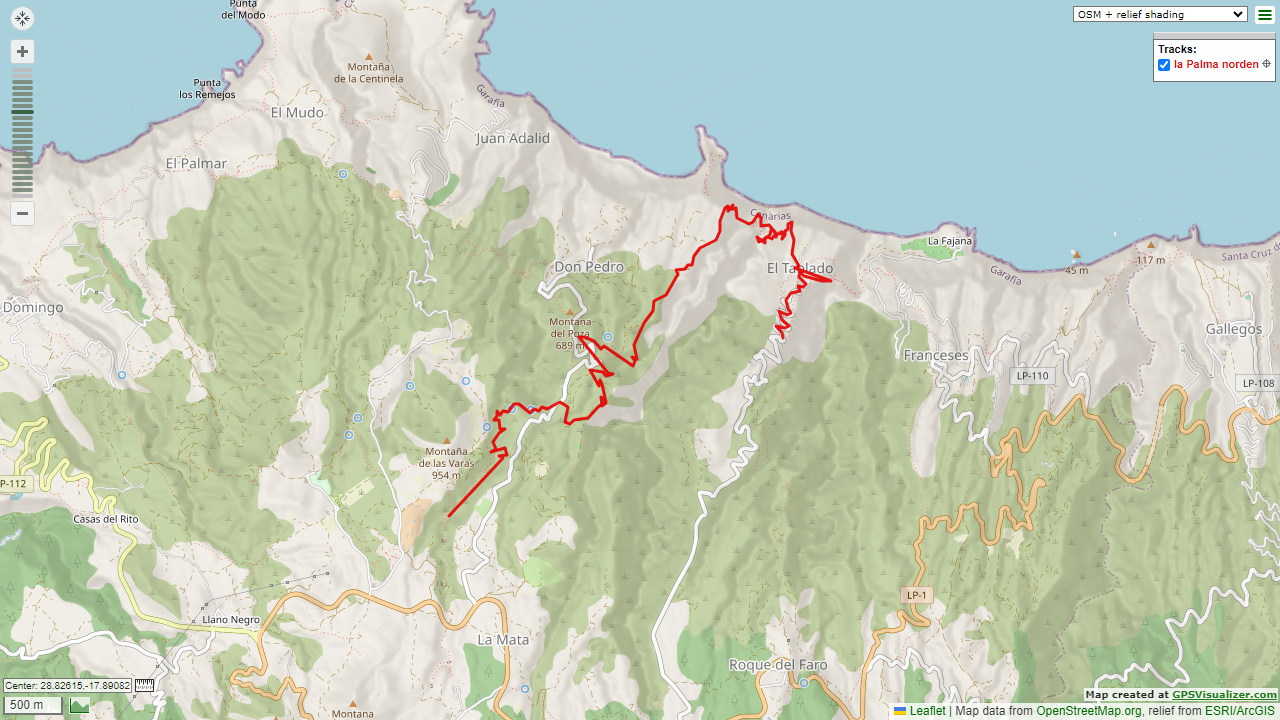 Punta
del Modo
OSM + relief shading
Tracks:
la Palma norden
Montaña
de la Centinela
Punta
los Remejos
Garafía
El Mudo
Juan Adalid
El Palmar
Canarias
La Fajana
Santa Cruz
117 m
45 m
Garafía
Don Pedro
El Tablado
Domingo
Montaña
del Poza
689 m
Gallegos
Franceses
LP-110
LP-108
Montaña
de las Varas
954 m
P-112
Casas del Rito
LP-1
Llano Negro
La Mata
Roque del Faro
Center: 28.82615,-17.89082
500 m
Montaña
Map created at GPSVisualizer.com
Leaflet | Map data from OpenStreetMap.org, relief from ESRI/ArcGIS